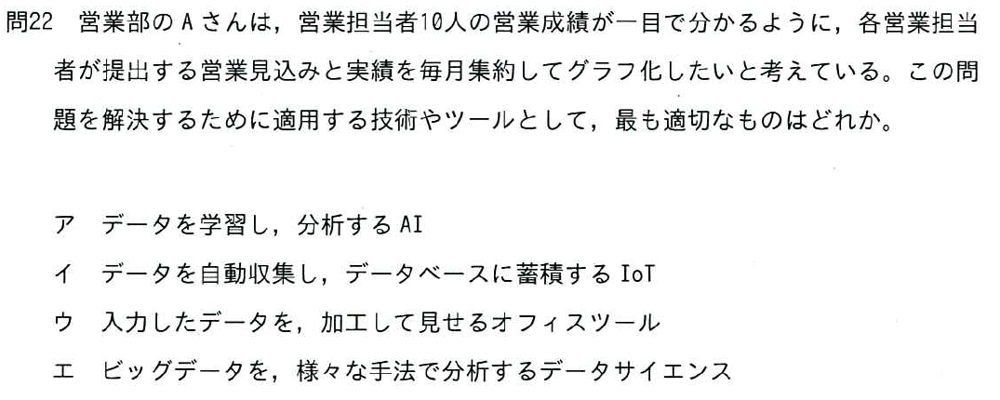 問22 営業部の A さんは，営業担当者10人の営業成績が一目で分かるように，各営業担当
者が提出する営業見込みと実績を毎月集約してグラフ化したいと考えている。この問
題を解決するために適用する技術やツールとして，最も適切なものはどれか。
ア データを学習し，分析する AI
イ データを自動収集し，データベースに蓄積する IoT
ウ 入力したデータを，加工して見せるオフィスツール
エ ビッグデータを，様々な手法で分析するデータサイエンス